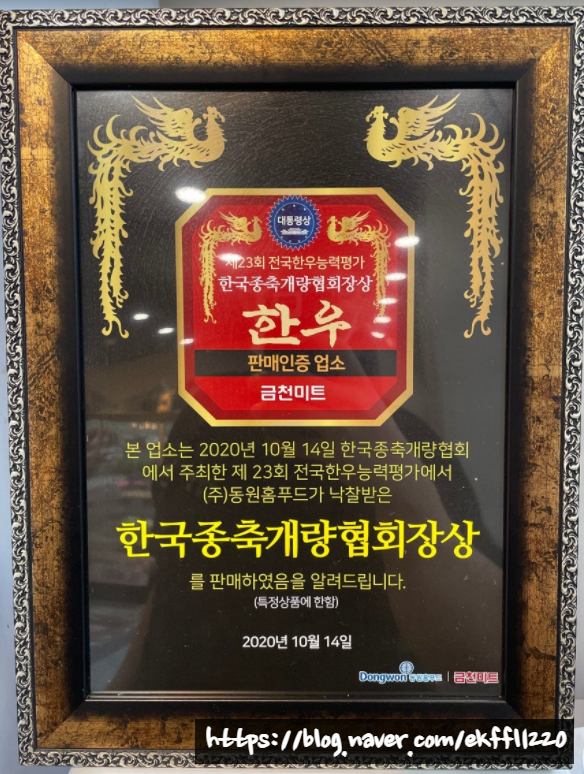 대통령상
제23회 전국한우능력평가
한국종축개량협회장상
한우
판매인증 업소
금천미트
본 업소는 2020년 10월 14일 한국종축개량협회
에서 주최한 제 23회 전국한우능력평가에서
(주)동원홈푸드가 낙찰받은
한국종축개량협회장상
를 판매하였음을 알려드립니다.
(특정상품에 한함)
2020년 10월 14일
Dongwon 동원홈푸드 | 금천미트
https://blog.naver.com/ekffll220